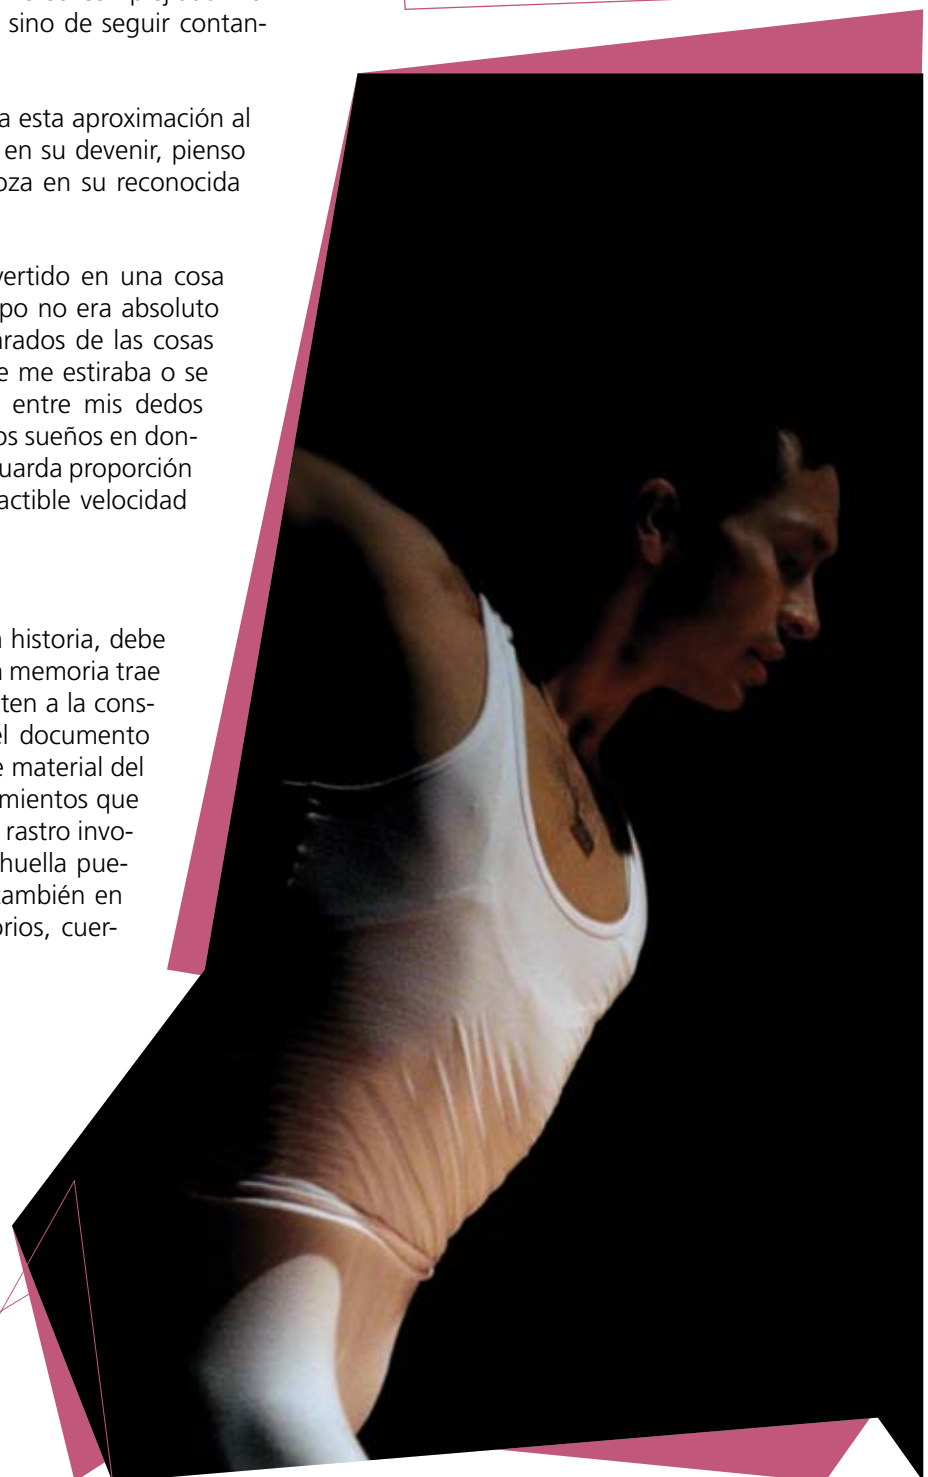 sino de seguir contan-
a esta aproximación al
en su devenir, pienso
oza en su reconocida
vertido en una cosa
po no era absoluto
arados de las cosas
e me estiraba o se
entre mis dedos
os sueños en don-
uarda proporción
actible velocidad
a historia, debe
a memoria trae
ten a la cons-
el documento
e material del
mientos que
rastro invo-
huella pue-
también en
orios, cuer-